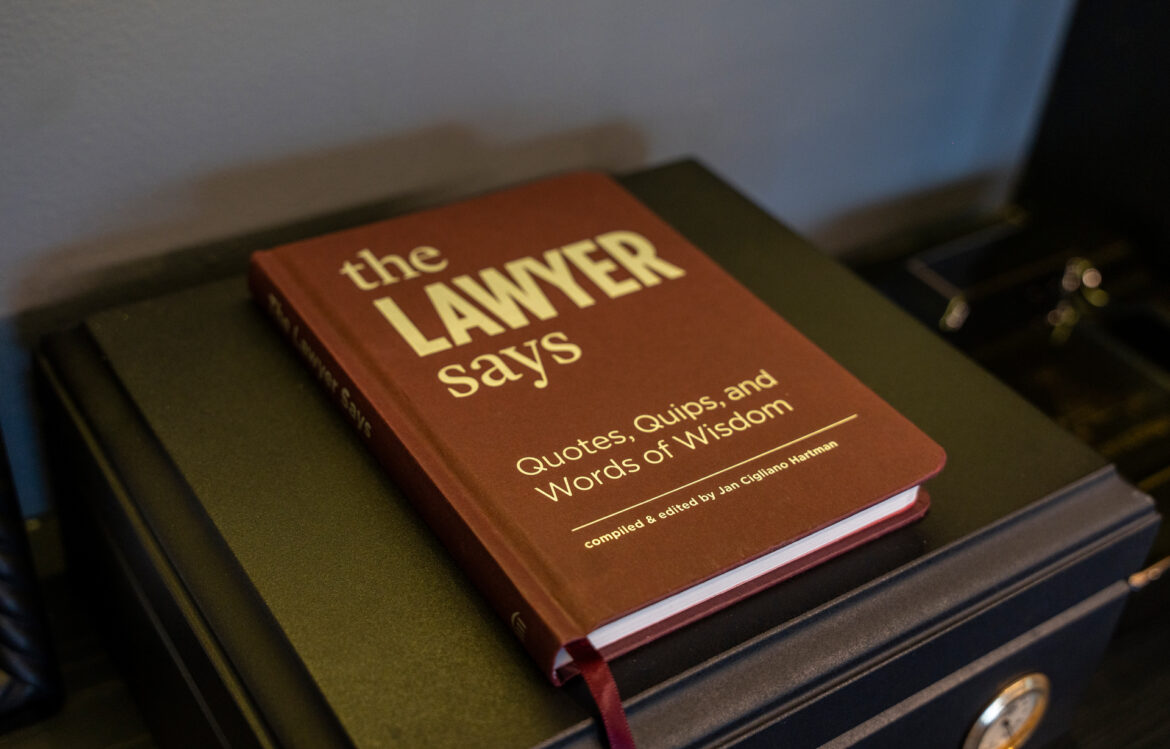 the
LAWYER
says
Quotes, Quips, and
Words of Wisdom
compiled & edited by Jan Cigliano Hartman
The Lawyer Says